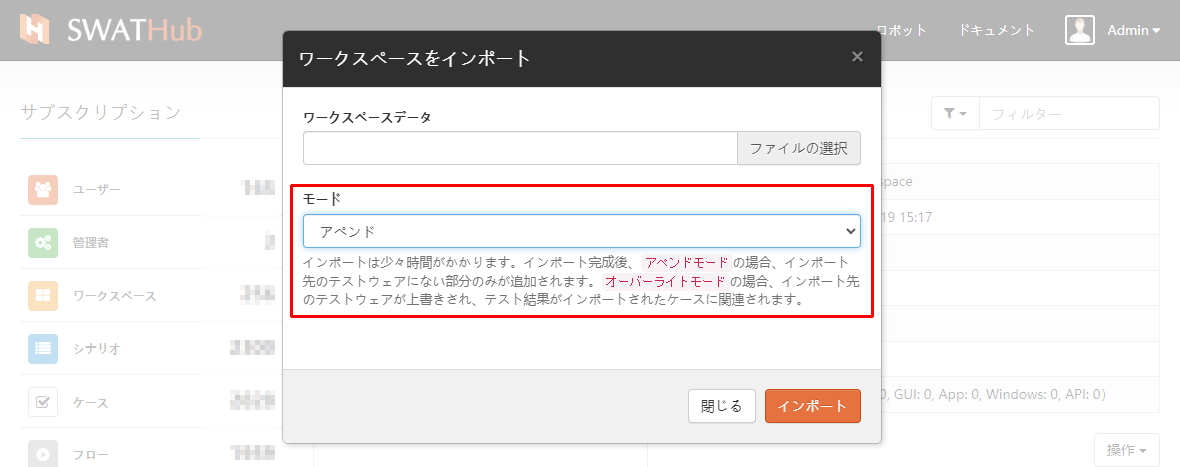 SWATHub
ロボット
ドキュメント
Admin
ワークスペースをインポート
×
サブスクリプション
フィルター
ワークスペースデータ
ファイルの選択
ユーザー
space
モード
19 15:17
アペンド
管理者
インポートは少々時間がかかります。インポート完成後、 アペンドモード の場合、インポート
先のテストウェアにない部分のみが追加されます。 オーバーライトモード の場合、インポート先
のテストウェアが上書きされ、テスト結果がインポートされたケースに関連されます。
ワークスペース
シナリオ
ケース
0, GUI: 0, App: 0, Windows: 0, API: 0)
閉じる
インポート
フロー
操作